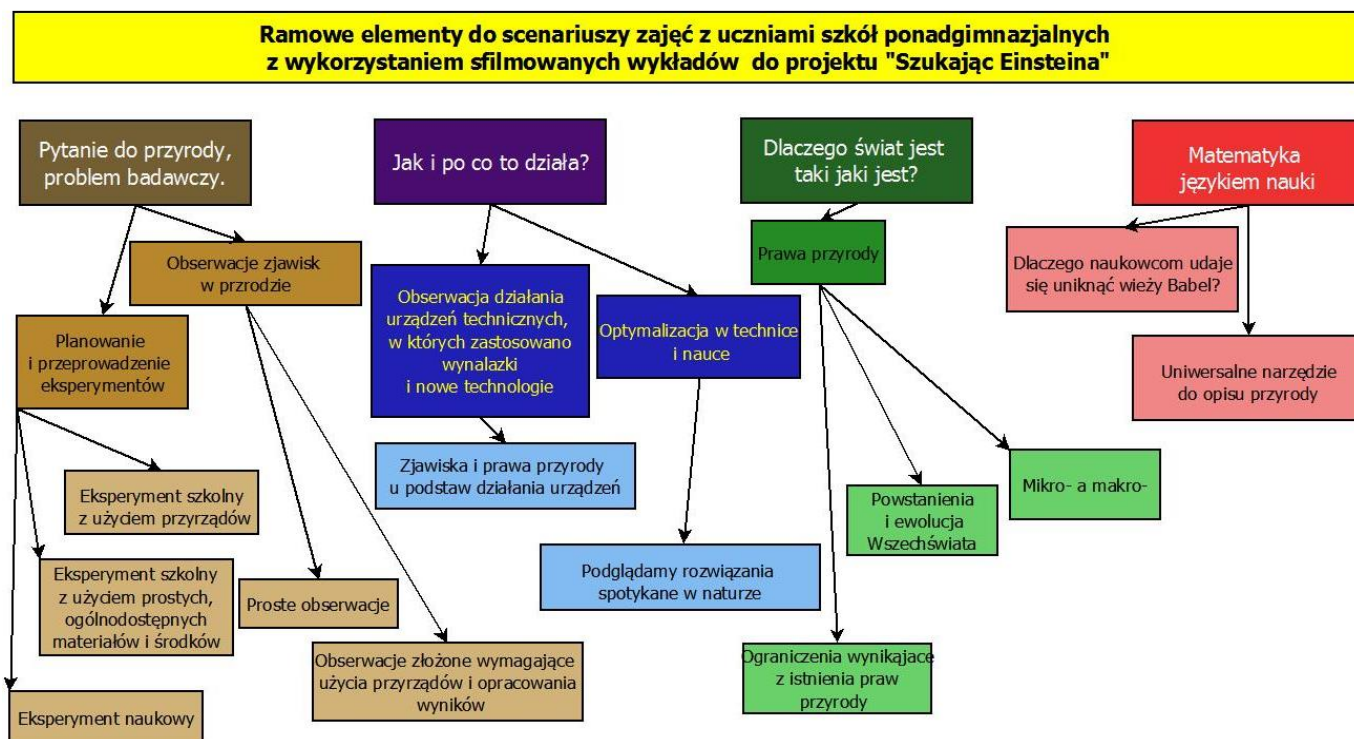 Ramowe elementy do scenariuszy zajęć z uczniami szkół ponadgimnazjalnych
z wykorzystaniem sfilmowanych wykładów do projektu "Szukając Einsteina"
Pytanie do przyrody,
problem badawczy.
Jak i po co to działa?
Dlaczego świat jest
taki jaki jest?
Matematyka
językiem nauki
Obserwacje zjawisk
w przrodzie
Prawa przyrody
Dlaczego naukowcom udaje
się uniknąć wieży Babel?
Obserwacja działania
urządzeń technicznych,
w których zastosowano
wynalazki
i nowe technologie
Optymalizacja w technice
i nauce
Planowanie
i przeprowadzenie
eksperymentów
Uniwersalne narzędzie
do opisu przyrody
Zjawiska i prawa przyrody
u podstaw działania urządzeń
Eksperyment szkolny
z użyciem przyrządów
Powstanienia
i ewolucja
Wszechświata
Mikro- a makro-
Eksperyment szkolny
z użyciem prostych,
ogólnodostępnych
materiałów i środków
Proste obserwacje
Podglądamy rozwiązania
spotykane w naturze
Obserwacje złożone wymagające
użycia przyrządów i opracowania
wyników
Ograniczenia wynikąjace
z istnienia praw
przyrody
Eksperyment naukowy